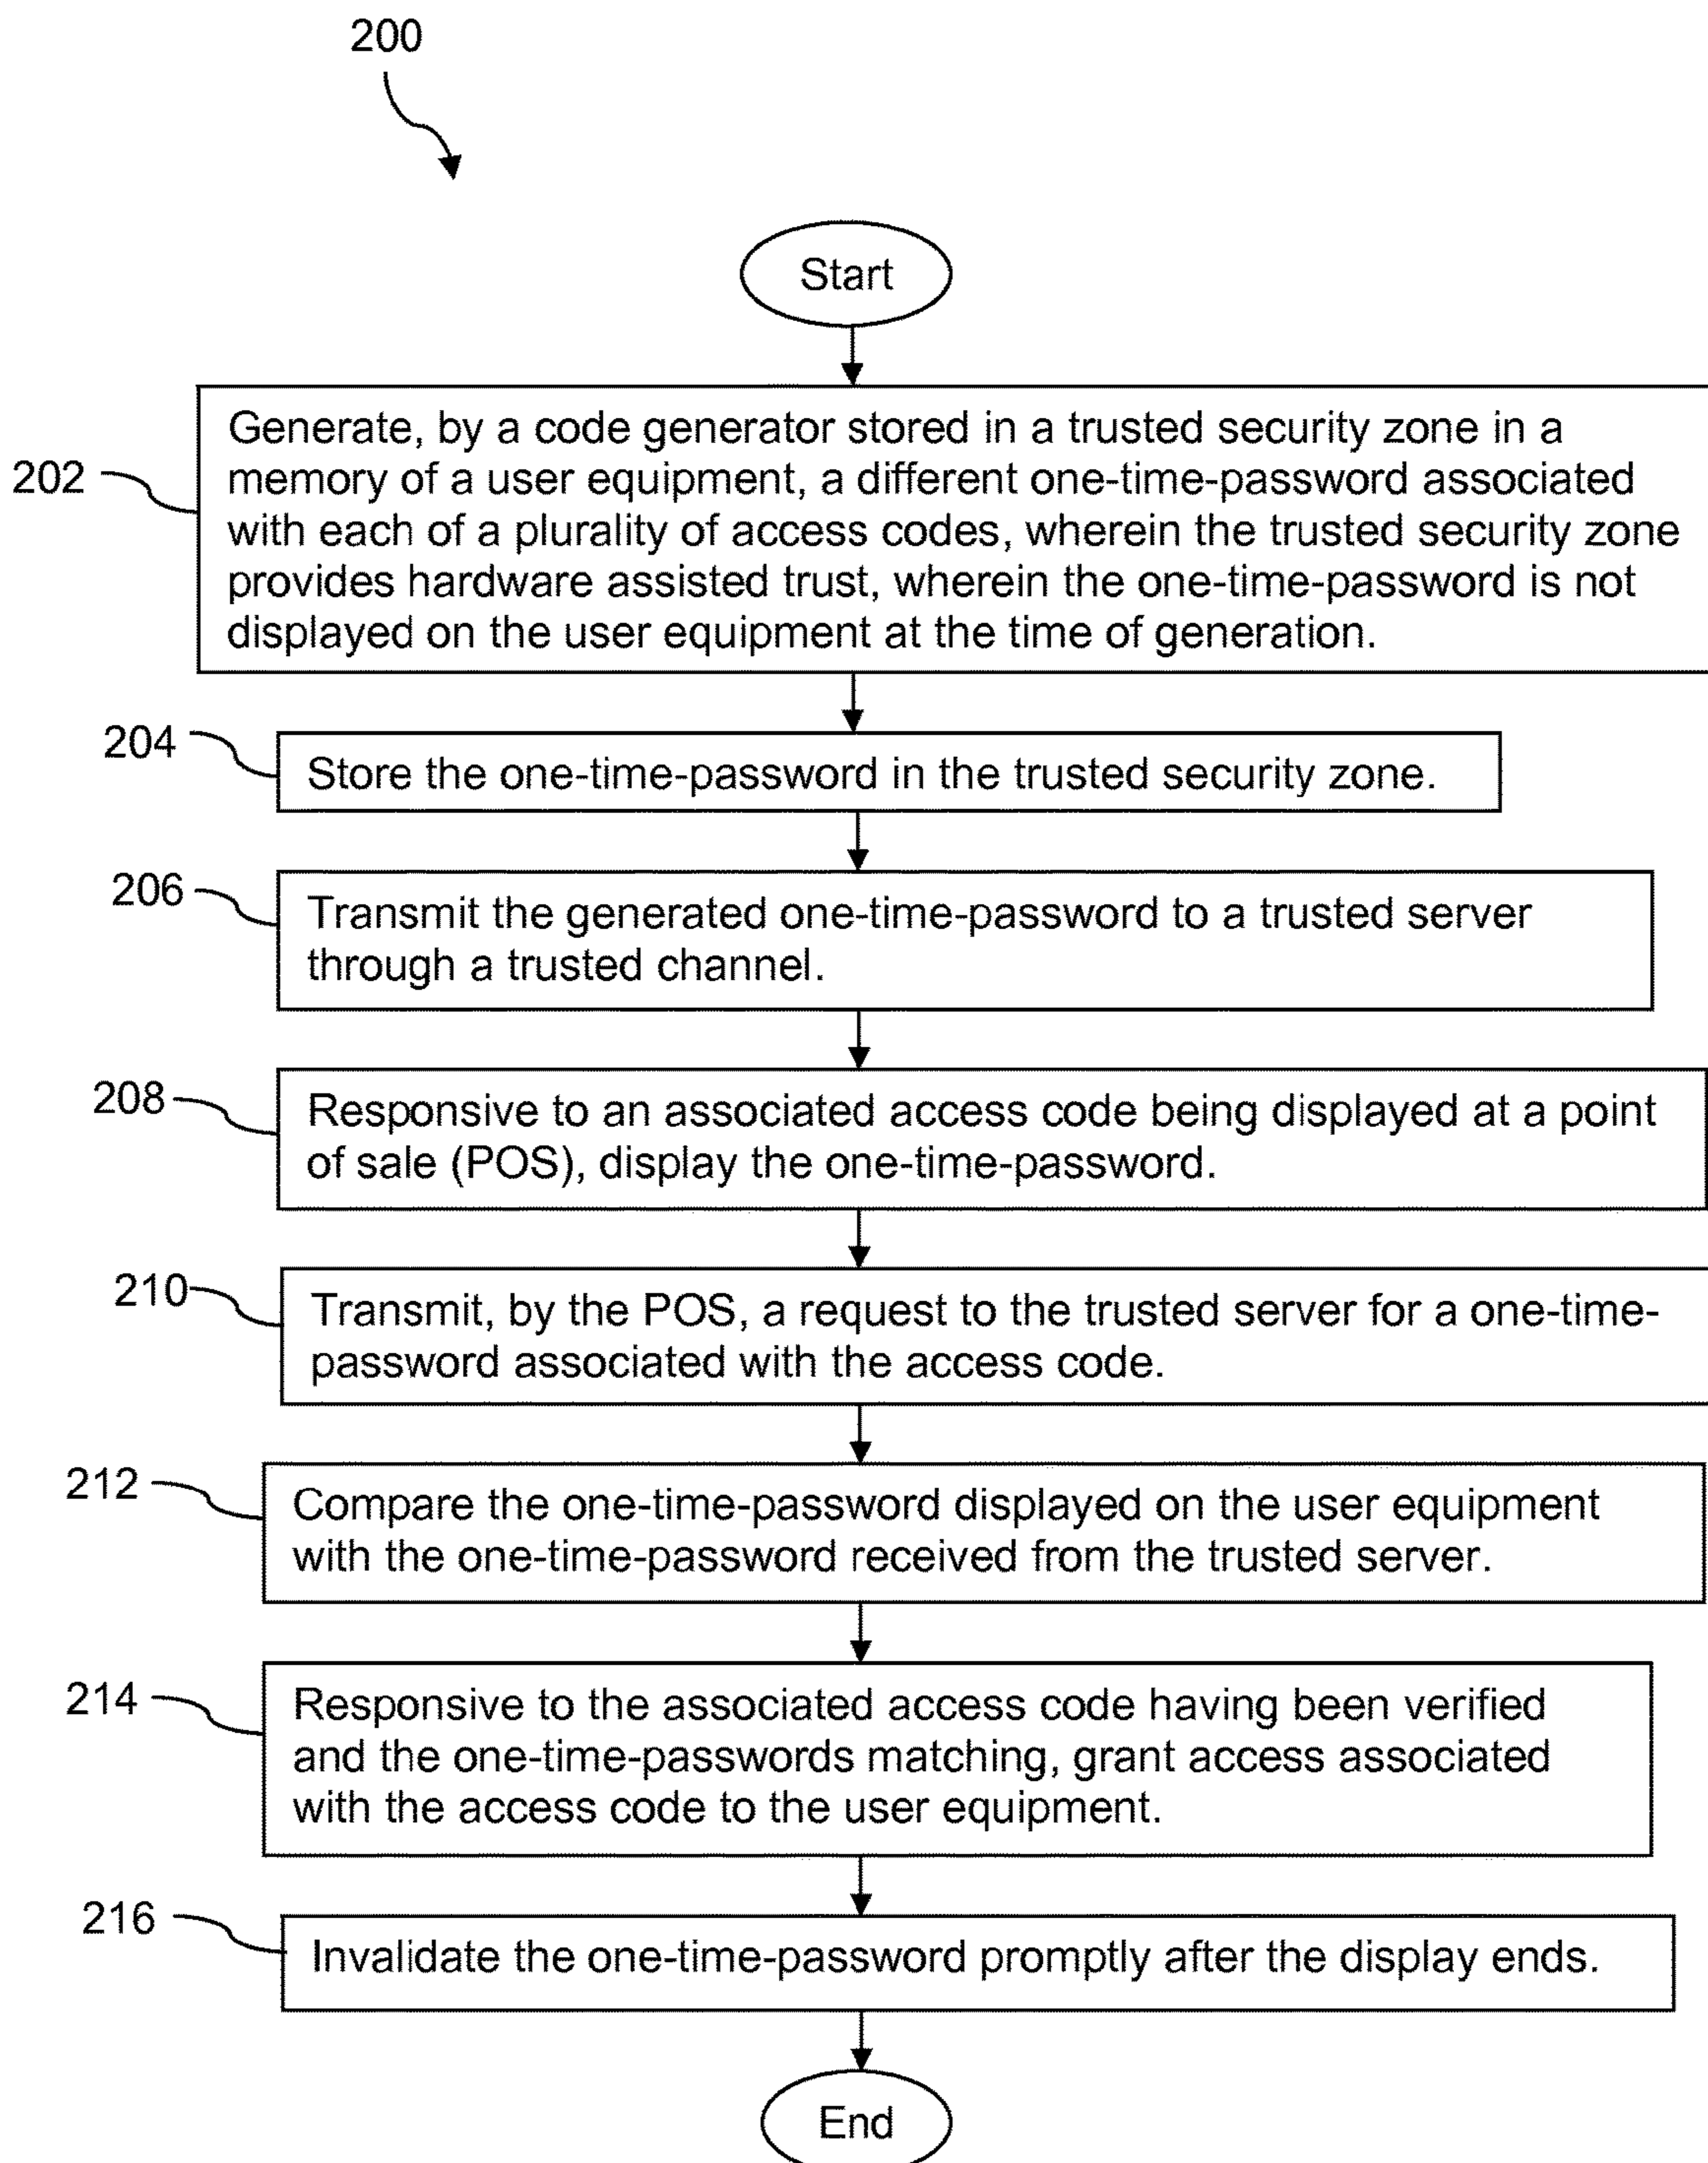 200
Start
202
Generate, by a code generator stored in a trusted security zone in a
memory of a user equipment, a different one-time-password associated
with each of a plurality of access codes, wherein the trusted security zone
provides hardware assisted trust, wherein the one-time-password is not
displayed on the user equipment at the time of generation.
204
Store the one-time-password in the trusted security zone.
206
Transmit the generated one-time-password to a trusted server
through a trusted channel.
208
Responsive to an associated access code being displayed at a point
of sale (POS), display the one-time-password.
210
Transmit, by the POS, a request to the trusted server for a one-time-
password associated with the access code.
212
Compare the one-time-password displayed on the user equipment
with the one-time-password received from the trusted server.
214
Responsive to the associated access code having been verified
and the one-time-passwords matching, grant access associated
with the access code to the user equipment.
216
Invalidate the one-time-password promptly after the display ends.
End